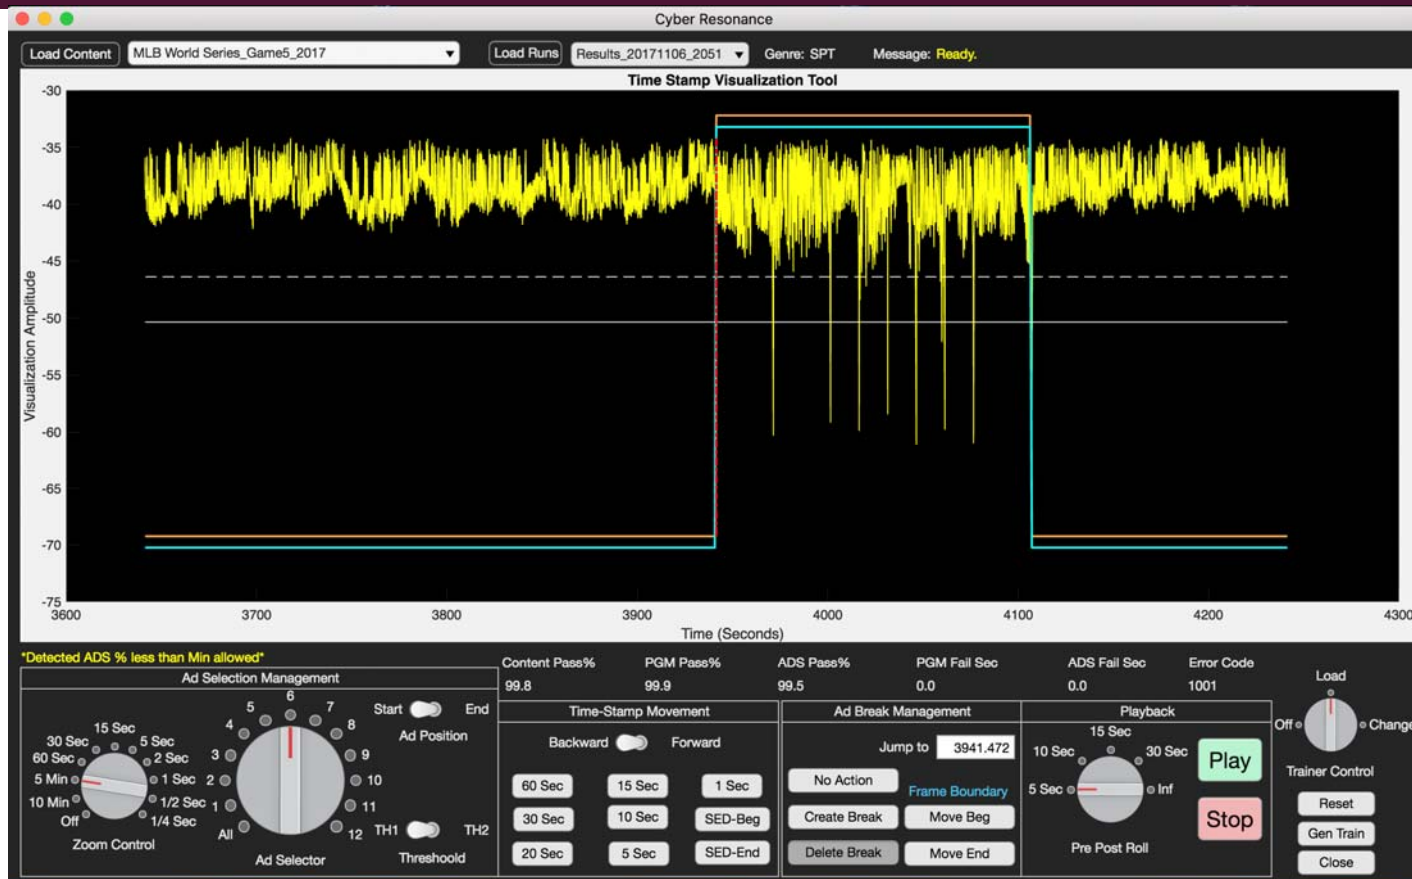 Cyber Resonance
Load Content MLB World Series_Game5_2017 Load Runs Results_20171106_2051 Genre: SPT Message: Ready.
Time Stamp Visualization Tool
-30
-35
-40
-45
-50
-55
-60
-65
-70
-75
Visualization Amplitude
3600 3700 3800 3900 4000 4100 4200 4300
Time (Seconds)
*Detected ADS % less than Min allowed*
Ad Selection Management
15 Sec
30 Sec 5 Sec
60 Sec 2 Sec
5 Min 1 Sec
10 Min 1/2 Sec
Off 1/4 Sec
Zoom Control
6
5 7
4 8
3 9
2 10
1 11
All 12
Ad Selector
Start End
Ad Position
TH1 TH2
Threshoold
Content Pass% PGM Pass% ADS Pass% PGM Fail Sec ADS Fail Sec Error Code
99.8 99.9 99.5 0.0 0.0 1001
Time-Stamp Movement
Backward Forward
60 Sec 15 Sec 1 Sec
30 Sec 10 Sec SED-Beg
20 Sec 5 Sec SED-End
Ad Break Management
Jump to 3941.472
No Action Frame Boundary
Create Break Move Beg
Delete Break Move End
Playback
15 Sec
10 Sec 30 Sec
5 Sec Inf
Pre Post Roll
Play
Stop
Load
Off Change
Trainer Control
Reset
Gen Train
Close